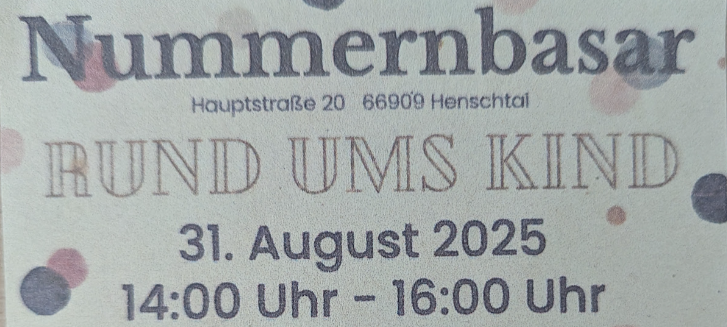 Nummernbasar
Hauptstraße 20 66909 Henschtal
RUND UMS KIND
31. August 2025
14:00 Uhr - 16:00 Uhr